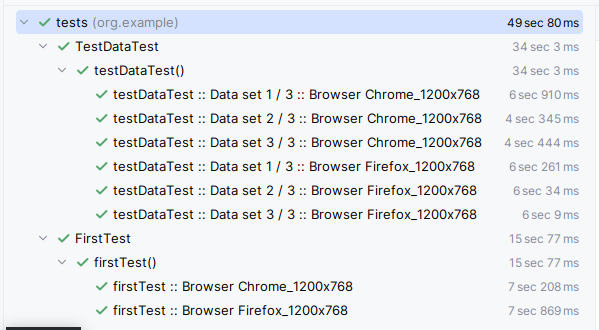 tests (org.example) 49 sec 80 ms
TestDataTest 34 sec 3 ms
testDataTest() 34 sec 3 ms
testDataTest :: Data set 1 / 3 :: Browser Chrome_1200x768 6 sec 910 ms
testDataTest :: Data set 2 / 3 :: Browser Chrome_1200x768 4 sec 345 ms
testDataTest :: Data set 3 / 3 :: Browser Chrome_1200x768 4 sec 444 ms
testDataTest :: Data set 1 / 3 :: Browser Firefox_1200x768 6 sec 261 ms
testDataTest :: Data set 2 / 3 :: Browser Firefox_1200x768 6 sec 34 ms
testDataTest :: Data set 3 / 3 :: Browser Firefox_1200x768 6 sec 9 ms
FirstTest 15 sec 77 ms
firstTest() 15 sec 77 ms
firstTest :: Browser Chrome_1200x768 7 sec 208 ms
firstTest :: Browser Firefox_1200x768 7 sec 869 ms